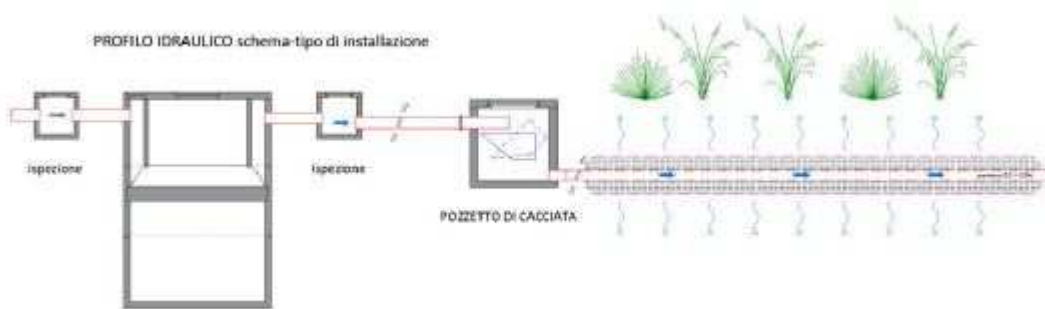 PROFILO IDRAULICO schema-tipo di installazione
ispezione
ispezione
POZZETTO DI CACCIATA